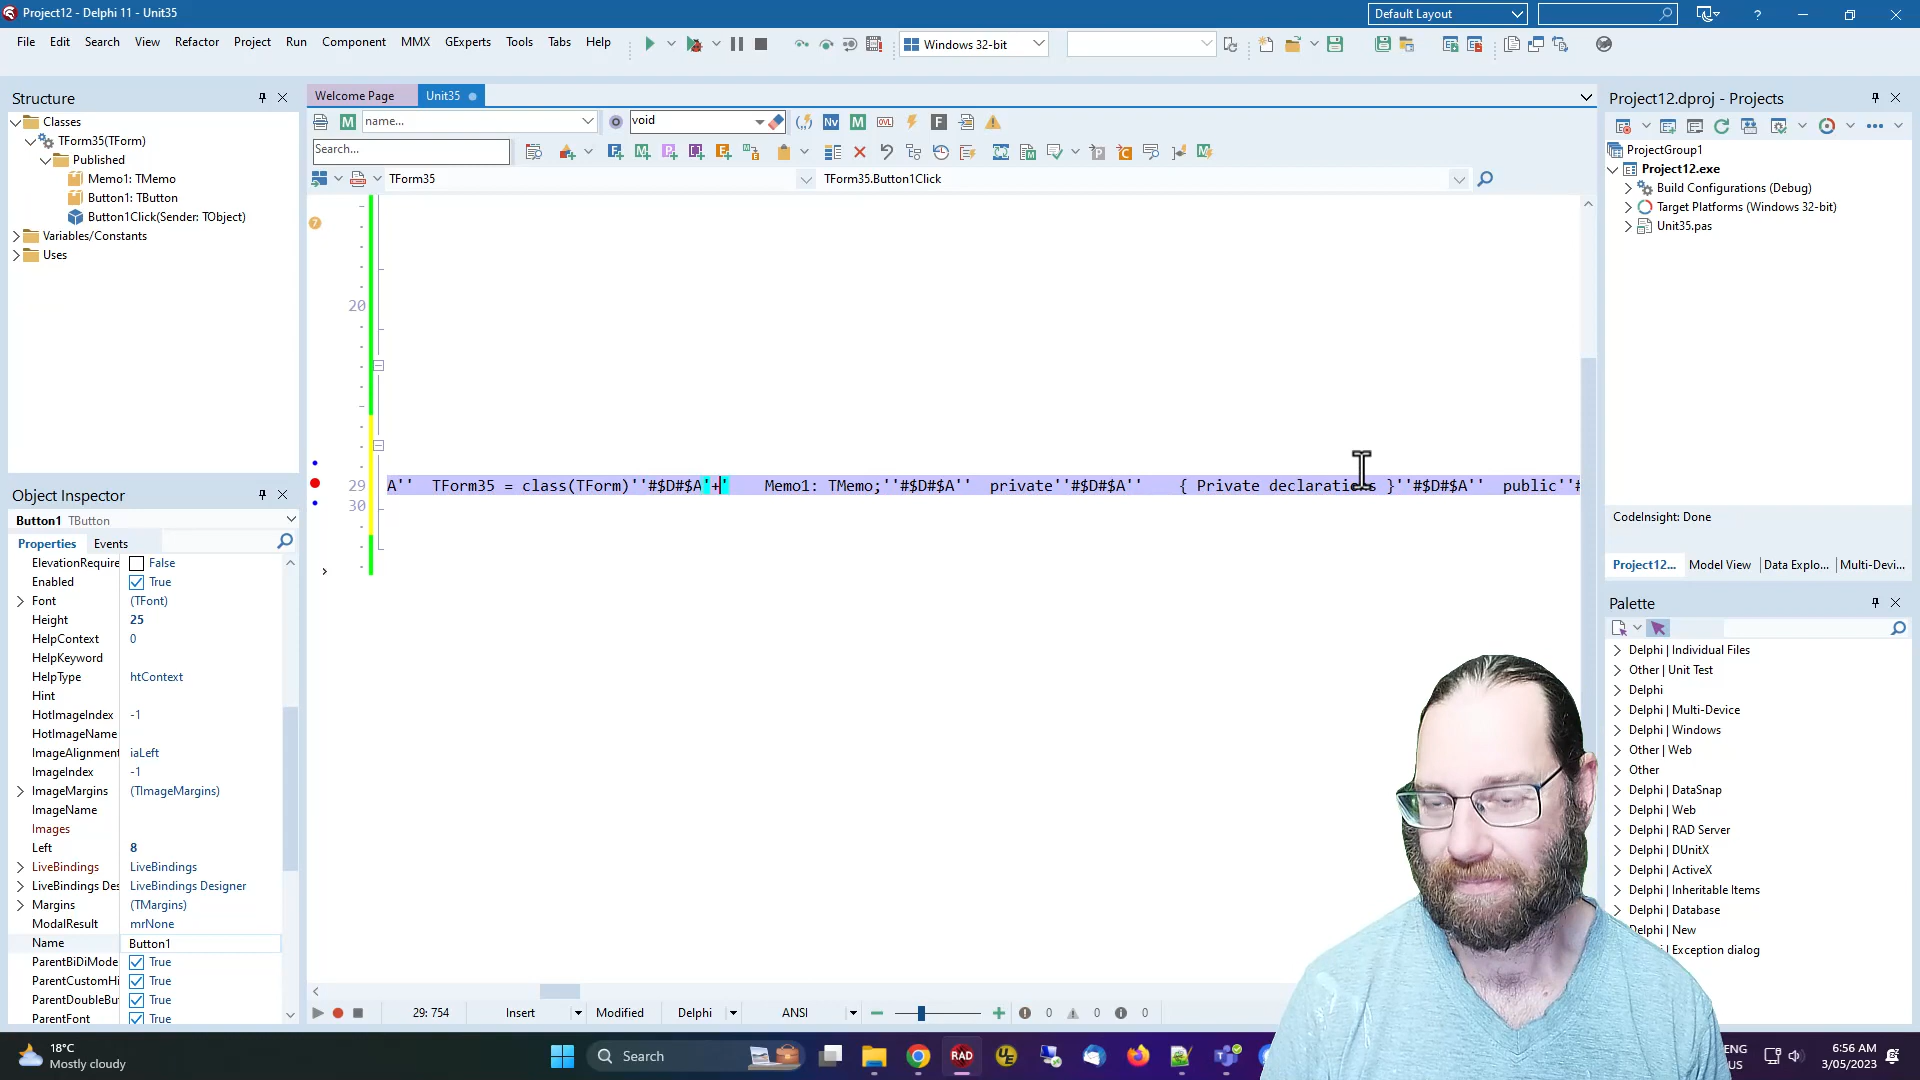 Project12 - Delphi 11 - Unit35
Default Layout
File Edit Search View Refactor Project Run Component MMX GExperts Tools Tabs Help
Windows 32-bit
Structure
Classes
TForm35(TForm)
Published
Memo1: TMemo
Button1: TButton
Button1Click(Sender: TObject)
Variables/Constants
Uses
Welcome Page
Unit35
name...
void
Search...
TForm35
TForm35.Button1Click
20
29
A''  TForm35 = class(TForm)''#$D#$A'+'    Memo1: TMemo;''#$D#$A''  private''#$D#$A''    { Private declarations }''#$D#$A''  public''#
30
Object Inspector
Button1 TButton
Properties Events
ElevationRequire False
Enabled True
Font (TFont)
Height 25
HelpContext 0
HelpKeyword
HelpType htContext
Hint
HotImageIndex -1
HotImageName
ImageAlignment iaLeft
ImageIndex -1
ImageMargins (TImageMargins)
ImageName
Images
Left 8
LiveBindings LiveBindings
LiveBindings Des LiveBindings Designer
Margins (TMargins)
ModalResult mrNone
Name Button1
ParentBiDiMode True
ParentCustomHi True
ParentDoubleBu True
ParentFont True
29: 754 Insert Modified Delphi ANSI 0 0 0
Project12.dproj - Projects
ProjectGroup1
Project12.exe
Build Configurations (Debug)
Target Platforms (Windows 32-bit)
Unit35.pas
CodeInsight: Done
Project12... Model View Data Explo... Multi-Devi...
Palette
Delphi | Individual Files
Other | Unit Test
Delphi
Delphi | Multi-Device
Delphi | Windows
Other | Web
Other
Delphi | DataSnap
Delphi | Web
Delphi | RAD Server
Delphi | DUnitX
Delphi | ActiveX
Delphi | Inheritable Items
Delphi | Database
Delphi | New
Exception dialog
18°C
Mostly cloudy
Search
RAD
UE
ENG
US
6:56 AM
3/05/2023